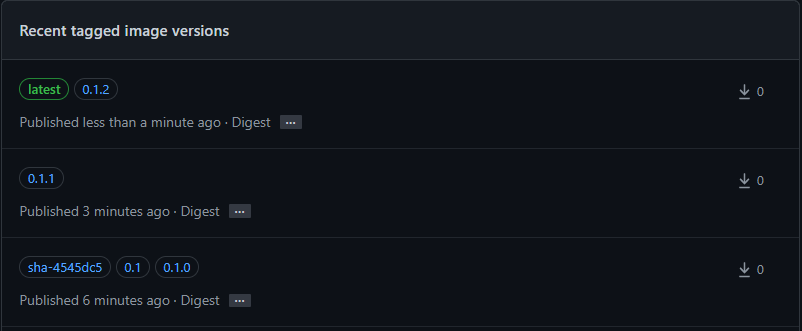 Recent tagged image versions
latest 0.1.2
0
Published less than a minute ago · Digest ...
0.1.1
0
Published 3 minutes ago · Digest ...
sha-4545dc5 0.1 0.1.0
0
Published 6 minutes ago · Digest ...